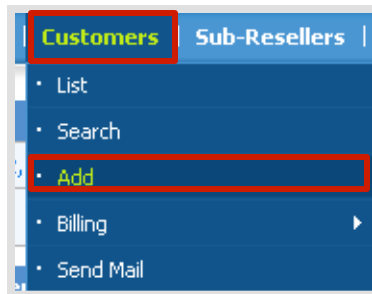 Customers | Sub-Resellers |
· List
· Search
· Add
· Billing
· Send Mail